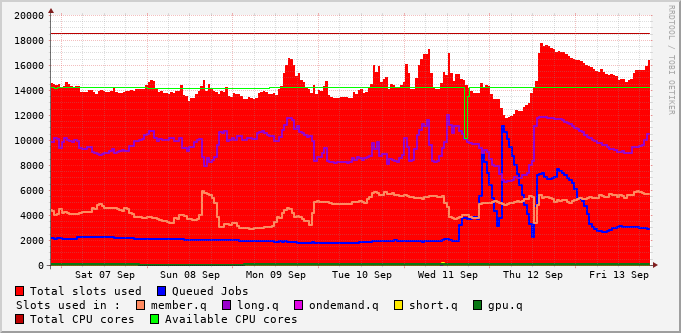 20000
18000
16000
14000
12000
10000
8000
6000
4000
2000
0
Sat 07 Sep Sun 08 Sep Mon 09 Sep Tue 10 Sep Wed 11 Sep Thu 12 Sep Fri 13 Sep
RRDTOOL / TOBI OETIKER
Total slots used Queued Jobs
Slots used in : member.q long.q ondemand.q short.q gpu.q
Total CPU cores Available CPU cores